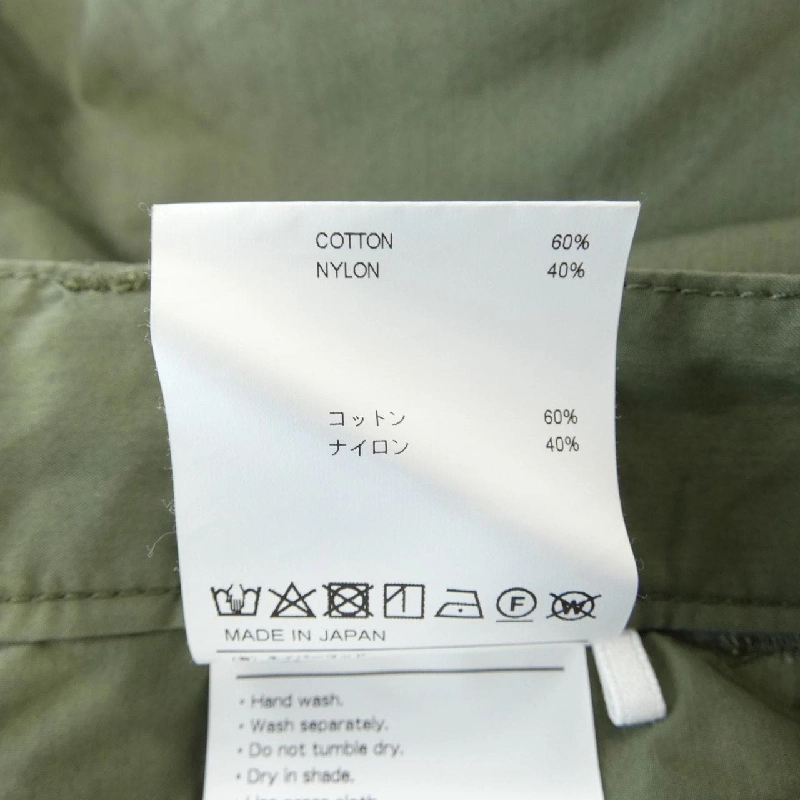 COTTON 60%
NYLON 40%
コットン 60%
ナイロン 40%
F W
MADE IN JAPAN
・Hand wash.
・Wash separately.
・Do not tumble dry.
・Dry in shade.